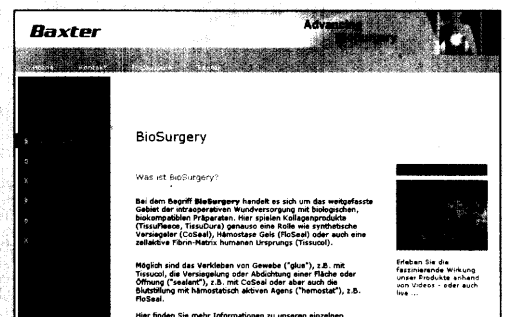 Baxter
Advancing
Home Kontakt
BioSurgery
Was ist BioSurgery?
Bei dem Begriff BioSurgery handelt es sich um das weitgefasste
Gebiet der intraoperativen Wundversorgung mit biologischen,
biokompatiblen Präparaten. Hier spielen Kollagenprodukte
(TissuFleece, TissuDura) genauso eine Rolle wie synthetische
Versiegeler (CoSeal), Hämostase Gels (FloSeal) oder auch eine
zellaktive Fibrin-Matrix humanen Ursprungs (Tissucol).
Möglich sind das Verkleben von Gewebe ("glue"), z.B. mit
Tissucol, die Versiegelung oder Abdichtung einer Fläche oder
Öffnung ("sealant"), z.B. mit CoSeal oder aber auch die
Blutstillung mit hämostatisch aktiven Agens ("hemostat"), z.B.
FloSeal.
Hier finden Sie mehr Informationen zu unseren einzelnen
Erleben Sie die
faszinierende Wirkung
unser Produkte anhand
von Videos - oder auch
live ...